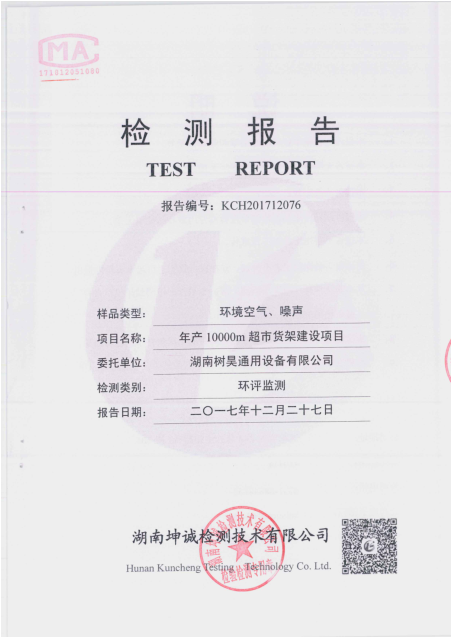 MA
171812051000
检 测 报 告
TEST REPORT
报告编号：KCH201712076
样品类型： 环境空气、噪声
项目名称： 年产 10000m 超市货架建设项目
委托单位： 湖南树昊通用设备有限公司
检测类别： 环评监测
报告日期： 二〇一七年十二月二十七日
湖南坤诚检测技术有限公司
Hunan Kuncheng Testing Technology Co. Ltd.